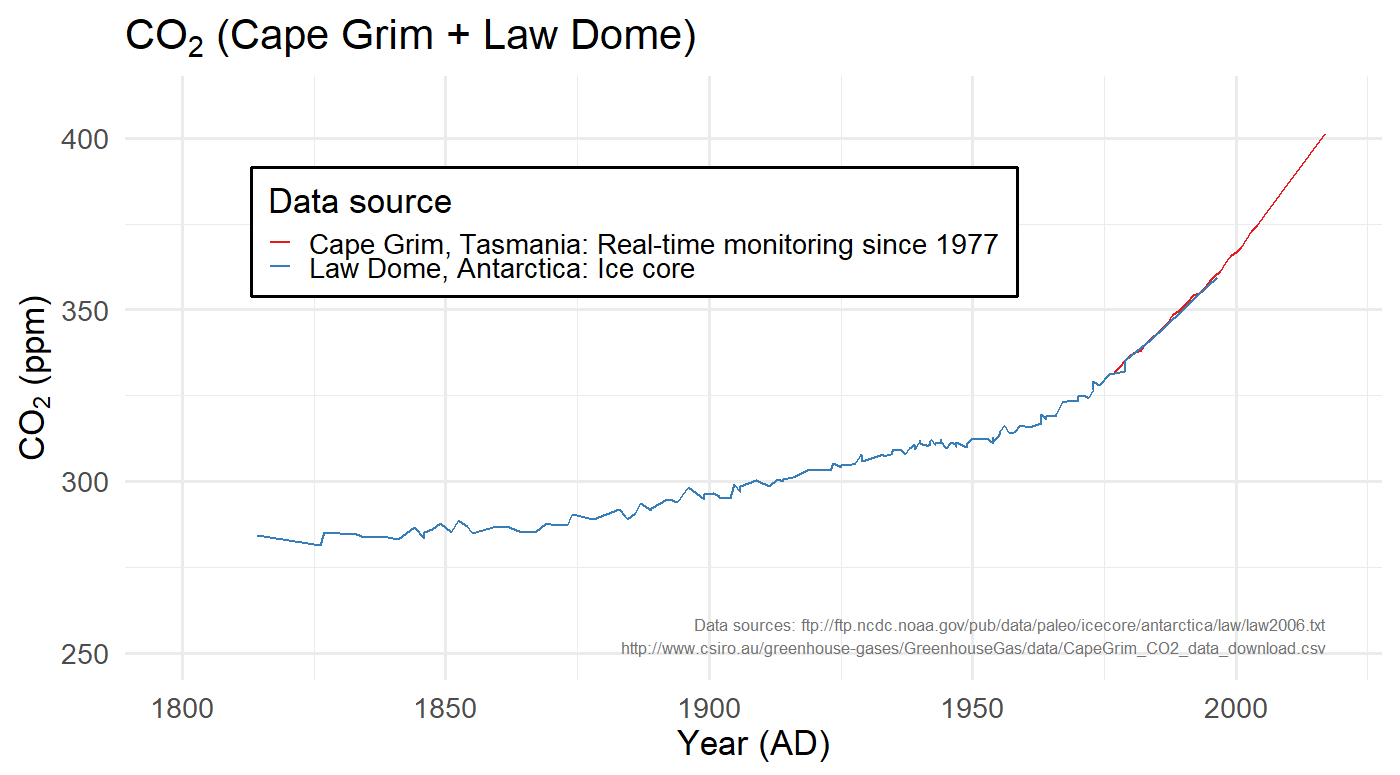 CO₂ (Cape Grim + Law Dome)
400
350
300
250
CO₂ (ppm)
Data source
Cape Grim, Tasmania: Real-time monitoring since 1977
Law Dome, Antarctica: Ice core
Data sources: ftp://ftp.ncdc.noaa.gov/pub/data/paleo/icecore/antarctica/law/law2006.txt
http://www.csiro.au/greenhouse-gases/GreenhouseGas/data/CapeGrim_CO2_data_download.csv
1800 1850 1900 1950 2000
Year (AD)